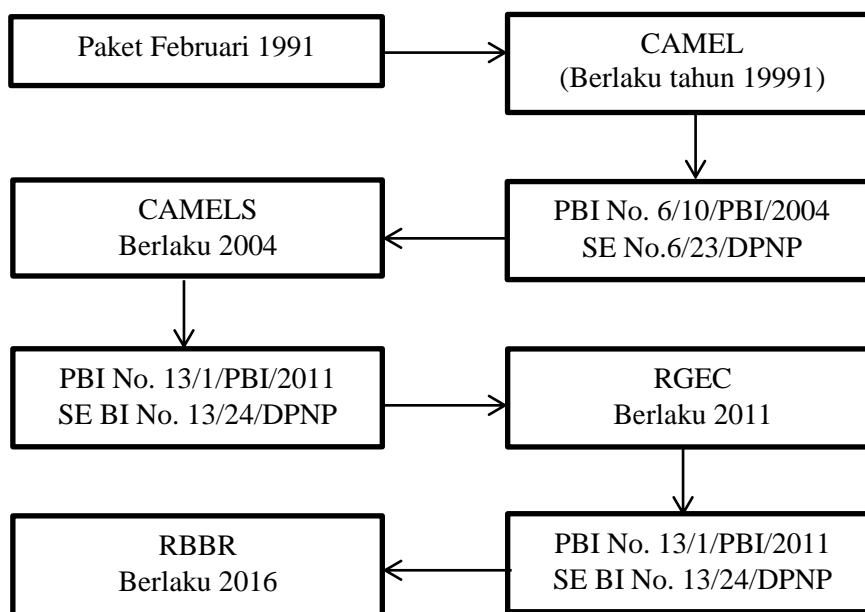 Paket Februari 1991
CAMEL
(Berlaku tahun 19991)
PBI No. 6/10/PBI/2004
SE No.6/23/DPNP
CAMELS
Berlaku 2004
PBI No. 13/1/PBI/2011
SE BI No. 13/24/DPNP
RGEC
Berlaku 2011
PBI No. 13/1/PBI/2011
SE BI No. 13/24/DPNP
RBBR
Berlaku 2016